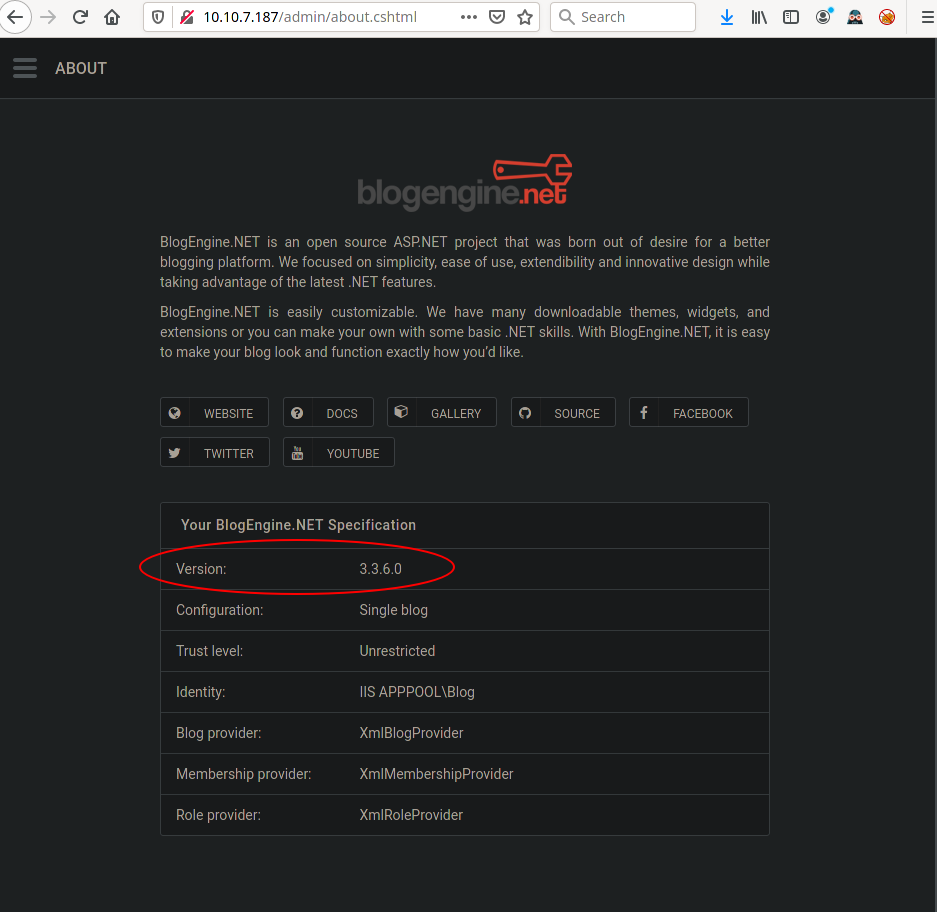 10.10.7.187/admin/about.cshtml
Search
ABOUT
blogengine.net
BlogEngine.NET is an open source ASP.NET project that was born out of desire for a better
blogging platform. We focused on simplicity, ease of use, extendibility and innovative design while
taking advantage of the latest .NET features.
BlogEngine.NET is easily customizable. We have many downloadable themes, widgets, and
extensions or you can make your own with some basic .NET skills. With BlogEngine.NET, it is easy
to make your blog look and function exactly how you’d like.
WEBSITE DOCS GALLERY SOURCE FACEBOOK
TWITTER YOUTUBE
Your BlogEngine.NET Specification
Version: 3.3.6.0
Configuration: Single blog
Trust level: Unrestricted
Identity: IIS APPPOOL\Blog
Blog provider: XmlBlogProvider
Membership provider: XmlMembershipProvider
Role provider: XmlRoleProvider